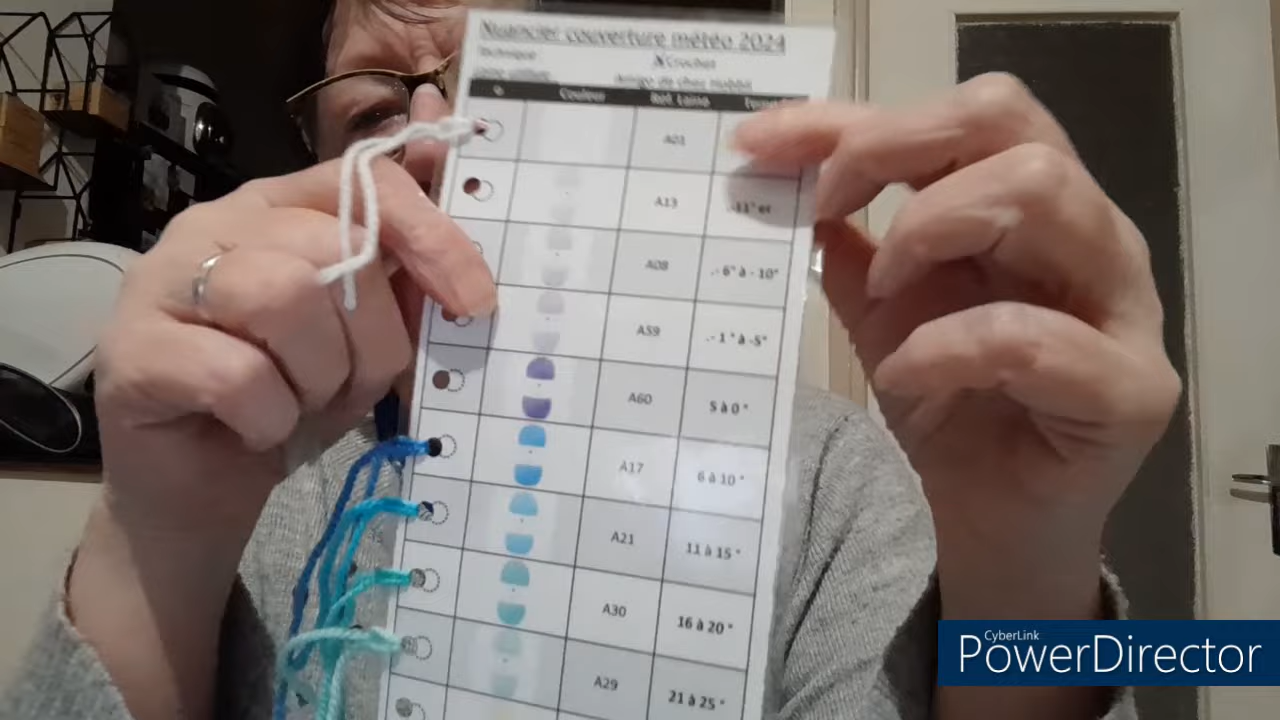 Nuancier couverture météo 2024
Technique
Crochet
Couleur Réf. Laine
A01
A13 -11° et
A08 .- 6° à - 10°
A59 .- 1 ° à -5°
A60 5 à 0 °
A17 6 à 10 °
A21 11 à 15 °
A30 16 à 20 °
A29 21 à 25 °
CyberLink
PowerDirector